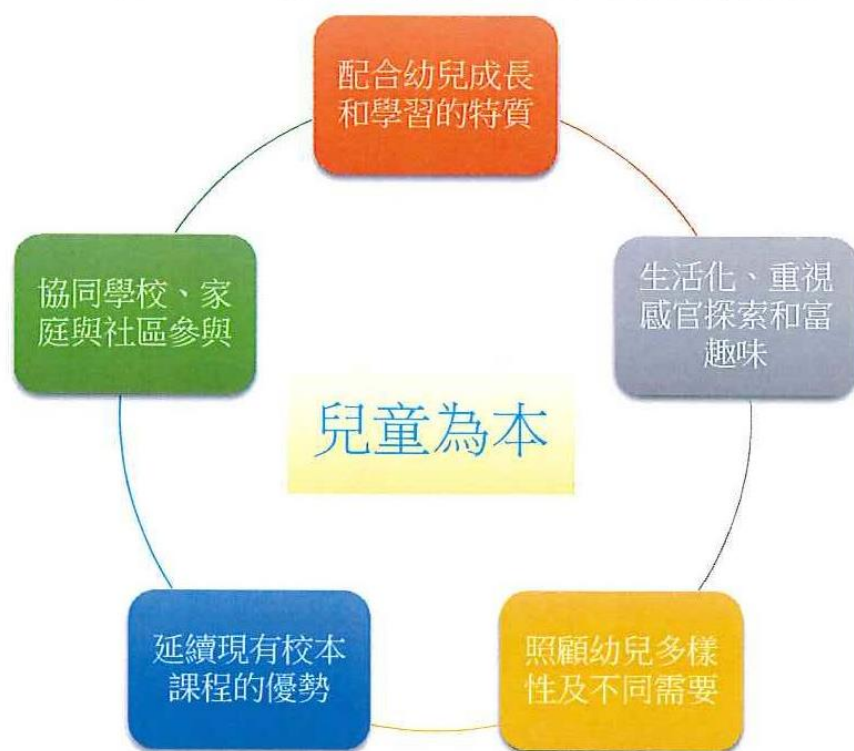 配合幼兒成長
和學習的特質
生活化、重視
感官探索和富
趣味
照顧幼兒多樣
性及不同需要
延續現有校本
課程的優勢
協同學校、家
庭與社區參與
兒童為本